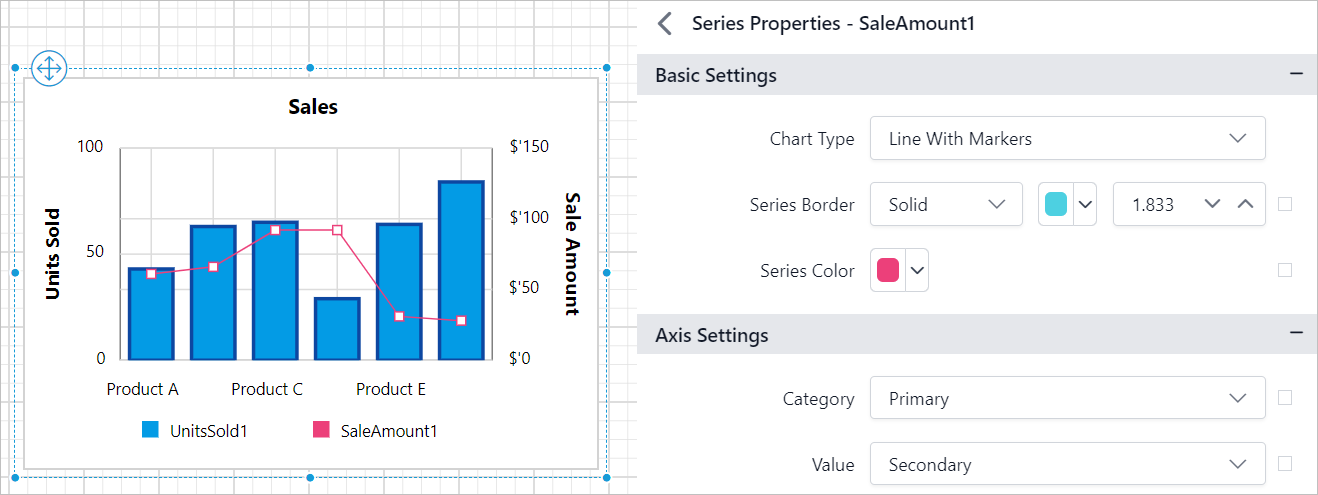 Sales
100
50
0
Units Sold
$'150
$'100
$'50
$'0
Sale Amount
Product A
Product C
Product E
UnitsSold1
SaleAmount1
Series Properties - SaleAmount1
Basic Settings
Chart Type
Line With Markers
Series Border
Solid
1.833
Series Color
Axis Settings
Category
Primary
Value
Secondary